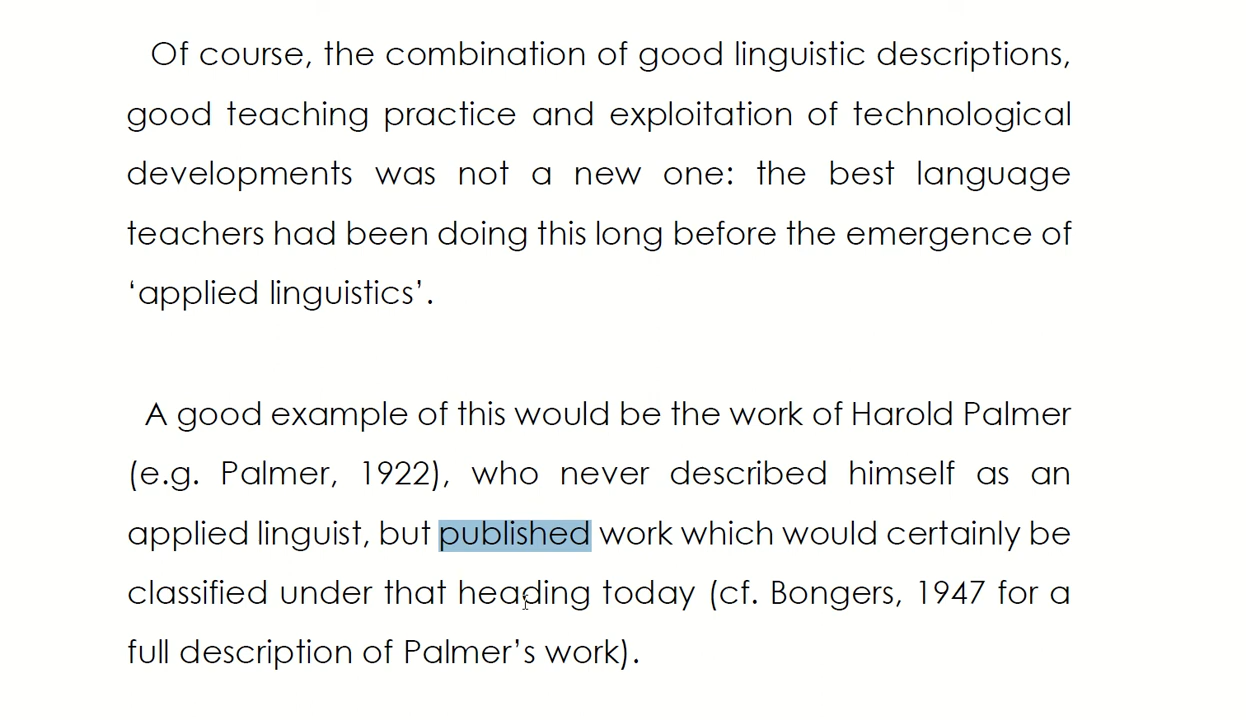 Of course, the combination of good linguistic descriptions,
good teaching practice and exploitation of technological
developments was not a new one: the best language
teachers had been doing this long before the emergence of
‘applied linguistics’.
A good example of this would be the work of Harold Palmer
(e.g. Palmer, 1922), who never described himself as an
applied linguist, but published work which would certainly be
classified under that heading today (cf. Bongers, 1947 for a
full description of Palmer’s work).